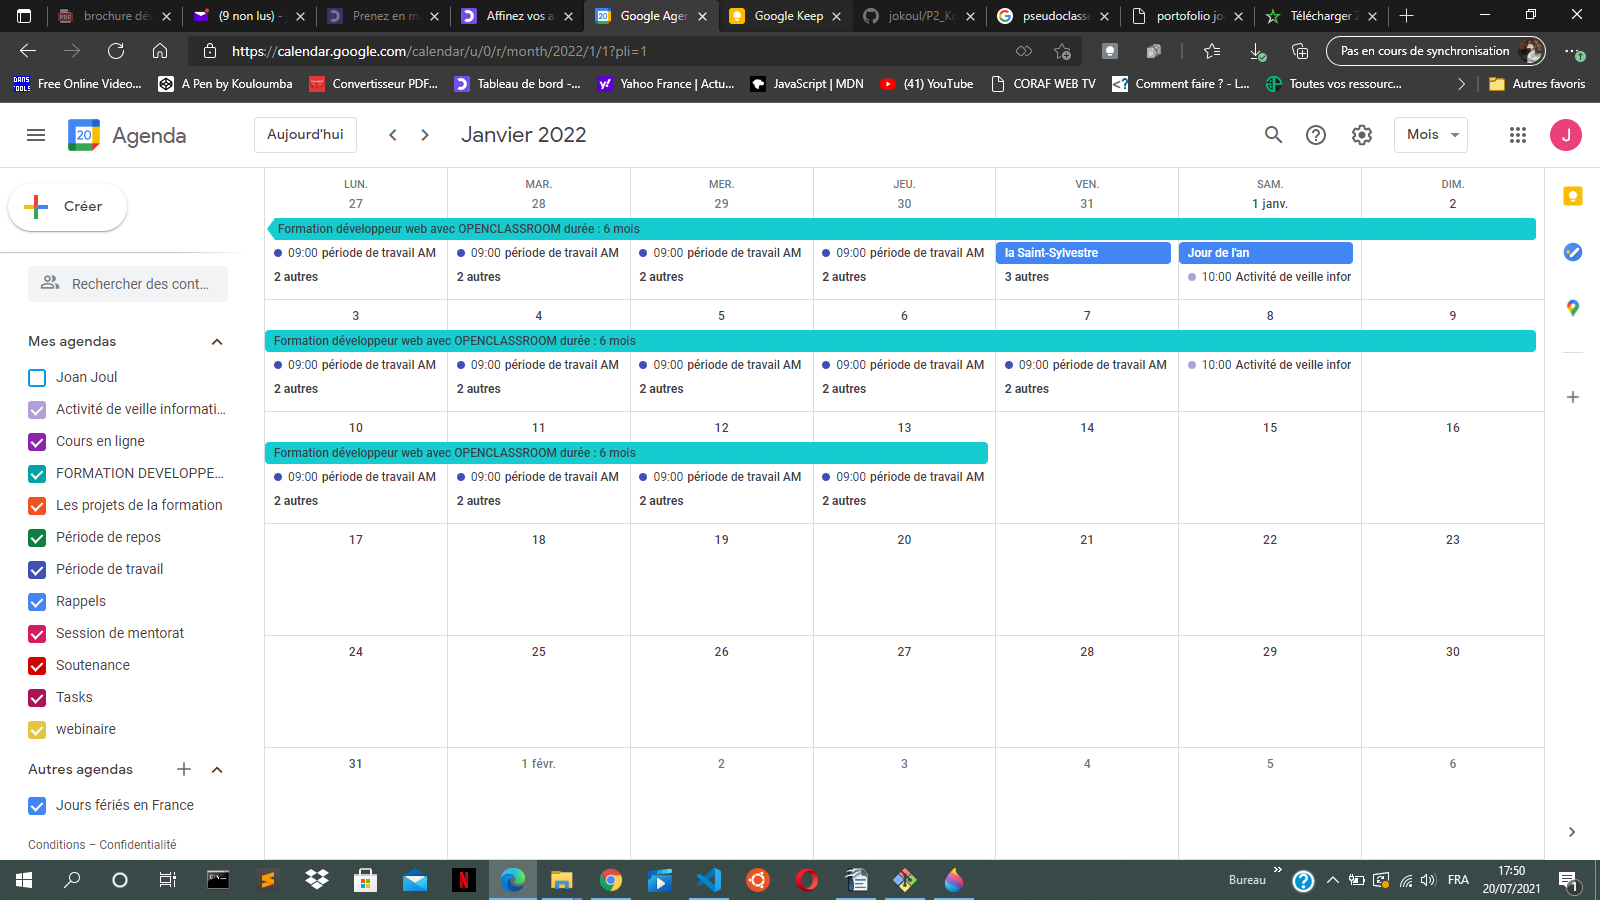 brochure dév
(9 non lus) -
Prenez en m
Affinez vos a
Google Agen
Google Keep
jokoul/P2_Ko
pseudoclasse
portofolio jo
Télécharger
https://calendar.google.com/calendar/u/0/r/month/2022/1/1?pli=1
Pas en cours de synchronisation
Free Online Video...
A Pen by Kouloumba
Convertisseur PDF...
Tableau de bord -...
Yahoo France | Actu...
JavaScript | MDN
(41) YouTube
CORAF WEB TV
Comment faire ? - L...
Toutes vos ressourc...
Autres favoris
20
Agenda
Aujourd'hui
Janvier 2022
Mois
J
Créer
Rechercher des cont...
Mes agendas
Joan Joul
Activité de veille informati...
Cours en ligne
FORMATION DEVELOPPE...
Les projets de la formation
Période de repos
Période de travail
Rappels
Session de mentorat
Soutenance
Tasks
webinaire
Autres agendas
Jours fériés en France
Conditions – Confidentialité
LUN. MAR. MER. JEU. VEN. SAM. DIM.
27 28 29 30 31 1 janv. 2
Formation développeur web avec OPENCLASSROOM durée : 6 mois
09:00 période de travail AM 09:00 période de travail AM 09:00 période de travail AM 09:00 période de travail AM la Saint-Sylvestre Jour de l'an
2 autres 2 autres 2 autres 2 autres 3 autres 10:00 Activité de veille infor
3 4 5 6 7 8 9
Formation développeur web avec OPENCLASSROOM durée : 6 mois
09:00 période de travail AM 09:00 période de travail AM 09:00 période de travail AM 09:00 période de travail AM 09:00 période de travail AM 10:00 Activité de veille infor
2 autres 2 autres 2 autres 2 autres 2 autres
10 11 12 13 14 15 16
Formation développeur web avec OPENCLASSROOM durée : 6 mois
09:00 période de travail AM 09:00 période de travail AM 09:00 période de travail AM 09:00 période de travail AM
2 autres 2 autres 2 autres 2 autres
17 18 19 20 21 22 23
24 25 26 27 28 29 30
31 1 févr. 2 3 4 5 6
Bureau
FRA
17:50
20/07/2021
1